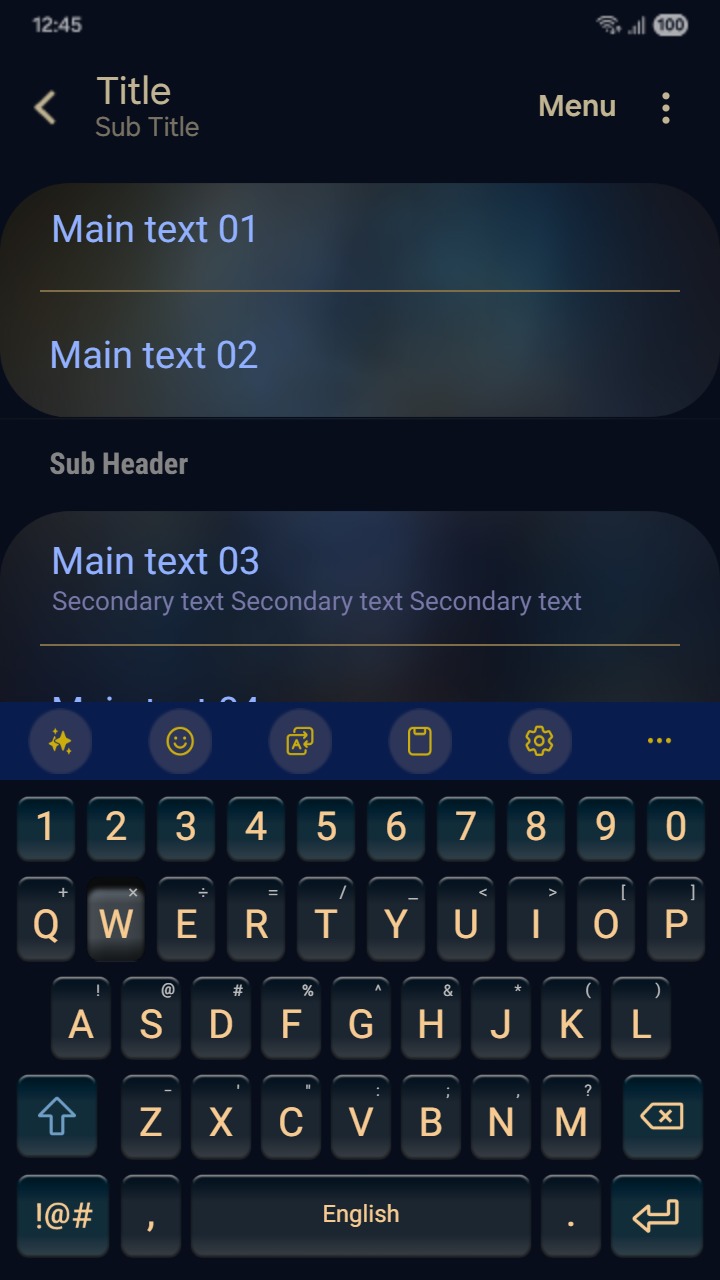 12:45
100
Title
Sub Title
Menu
Main text 01
Main text 02
Sub Header
Main text 03
Secondary text Secondary text Secondary text
1 2 3 4 5 6 7 8 9 0
+ × ÷ = / _ < > [ ]
Q W E R T Y U I O P
! @ # % ^ & * ( )
A S D F G H J K L
- ' " : ; , ?
Z X C V B N M
!@# , English .